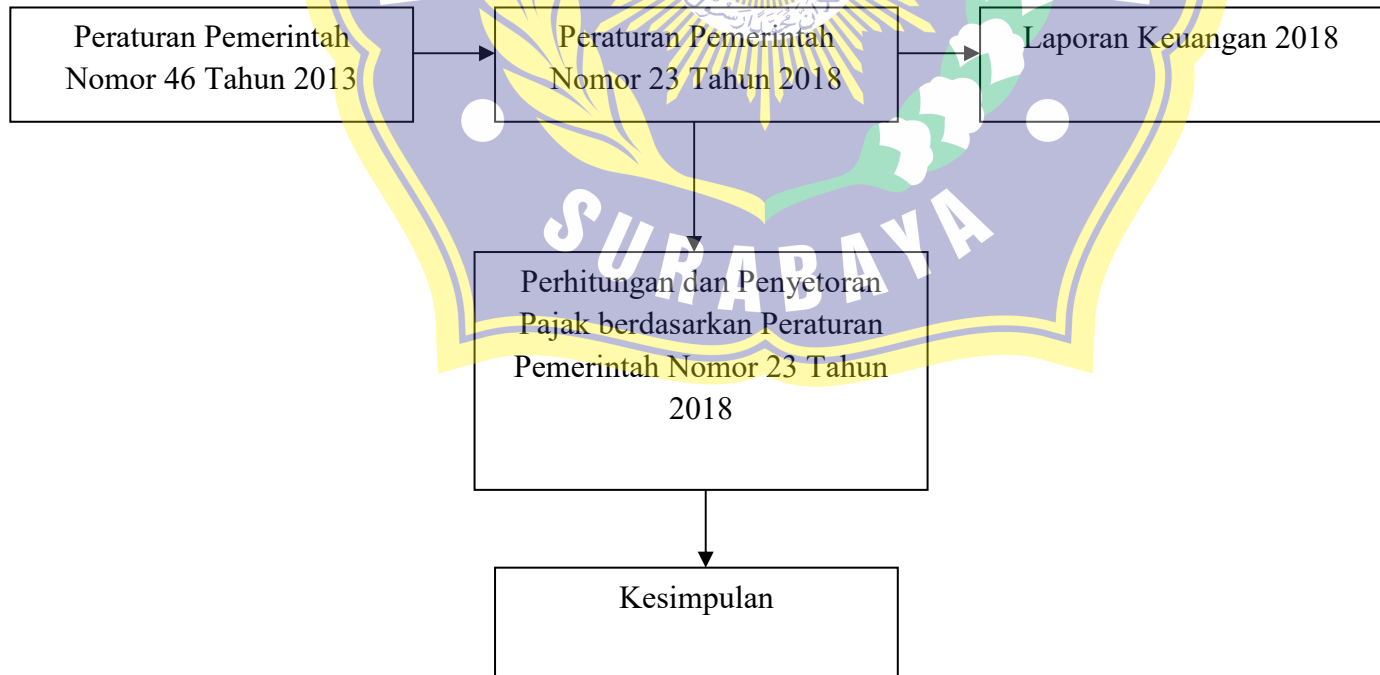 Peraturan Pemerintah
Nomor 46 Tahun 2013
Peraturan Pemerintah
Nomor 23 Tahun 2018
Laporan Keuangan 2018
SURABAYA
Perhitungan dan Penyetoran
Pajak berdasarkan Peraturan
Pemerintah Nomor 23 Tahun
2018
Kesimpulan